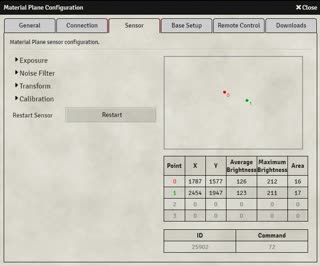 Material Plane Configuration
✖Close
General
Connection
Sensor
Base Setup
Remote Control
Downloads
Material Plane sensor configuration.
Exposure
Noise Filter
Transform
Calibration
Restart Sensor
Restart
0
1
Point X Y Average Brightness Maximum Brightness Area
0 1787 1577 126 212 16
1 2454 1947 123 211 17
2 0 0 0 0 0
3 0 0 0 0 0
ID Command
25902 72